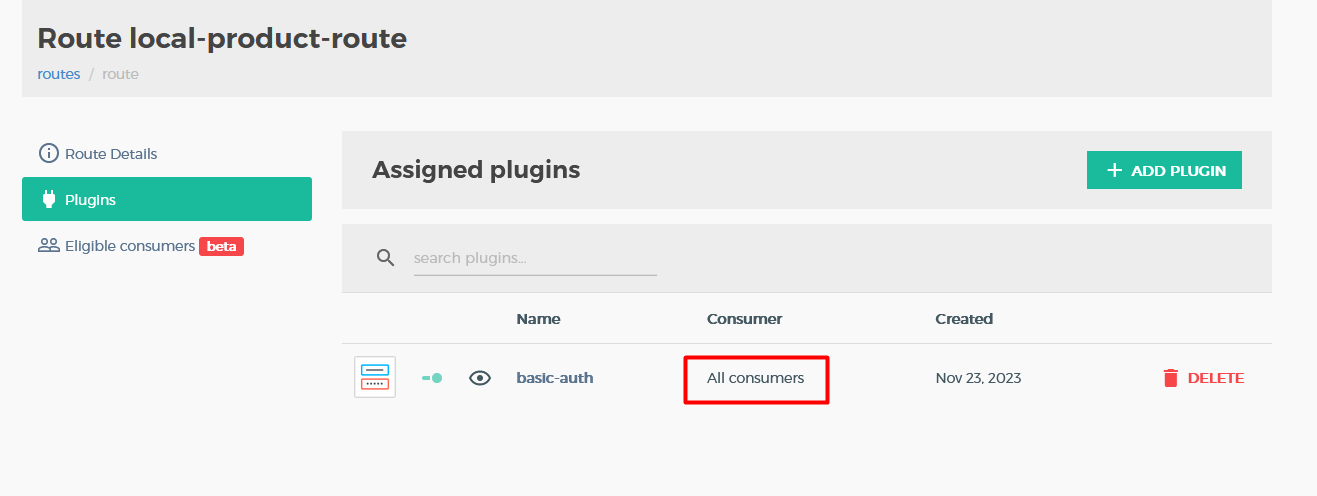 Route local-product-route
routes / route
Route Details
Plugins
Eligible consumers beta
Assigned plugins
ADD PLUGIN
search plugins...
Name Consumer Created
basic-auth All consumers Nov 23, 2023 DELETE